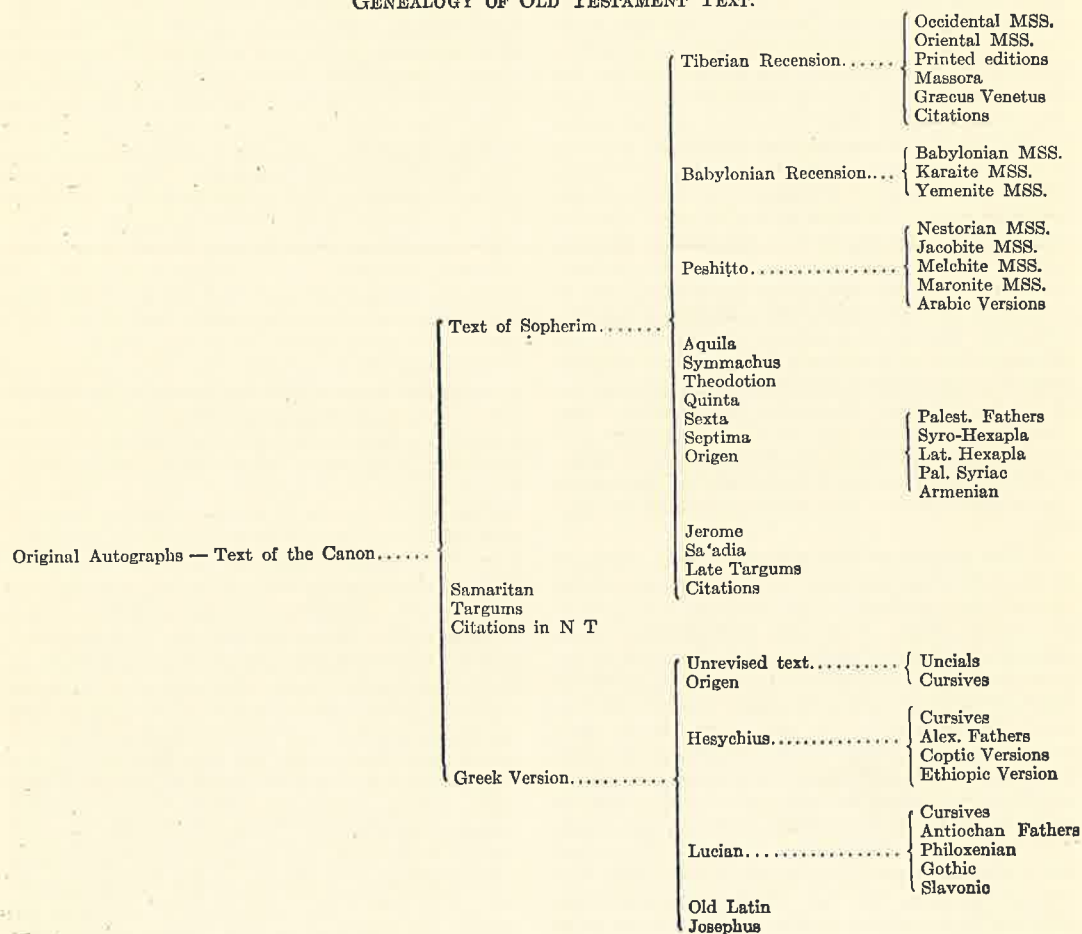 GENEALOGY OF OLD TESTAMENT TEXT.
Original Autographs — Text of the Canon......
Text of Ṣopherim.......
Tiberian Recension......
Occidental MSS.
Oriental MSS.
Printed editions
Massora
Græcus Venetus
Citations
Babylonian Recension....
Babylonian MSS.
Karaite MSS.
Yemenite MSS.
Peshiṭto................
Nestorian MSS.
Jacobite MSS.
Melchite MSS.
Maronite MSS.
Arabic Versions
Aquila
Symmachus
Theodotion
Quinta
Sexta
Septima
Origen
Palest. Fathers
Syro-Hexapla
Lat. Hexapla
Pal. Syriac
Armenian
Jerome
Sa‘adia
Late Targums
Citations
Samaritan
Targums
Citations in N T
Greek Version...........
Unrevised text..........
Origen
Uncials
Cursives
Hesychius...............
Cursives
Alex. Fathers
Coptic Versions
Ethiopic Version
Lucian..................
Cursives
Antiochan Fathers
Philoxenian
Gothic
Slavonic
Old Latin
Josephus